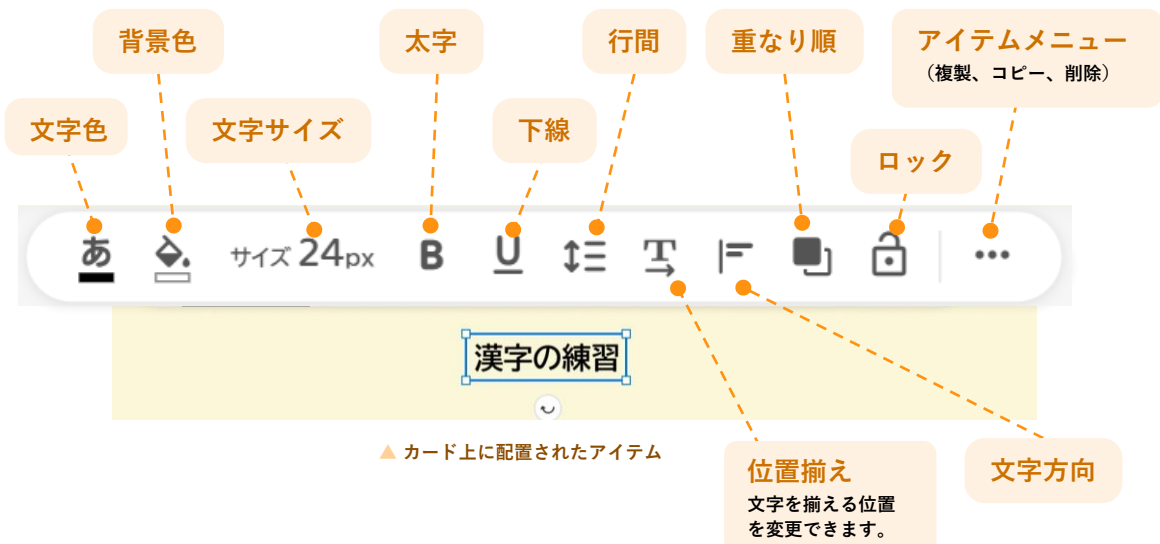 背景色
太字
行間
重なり順
アイテムメニュー
（複製、コピー、削除）
文字色
文字サイズ
下線
ロック
あ
サイズ 24px
B
U
T
漢字の練習
▲ カード上に配置されたアイテム
位置揃え
文字を揃える位置
を変更できます。
文字方向